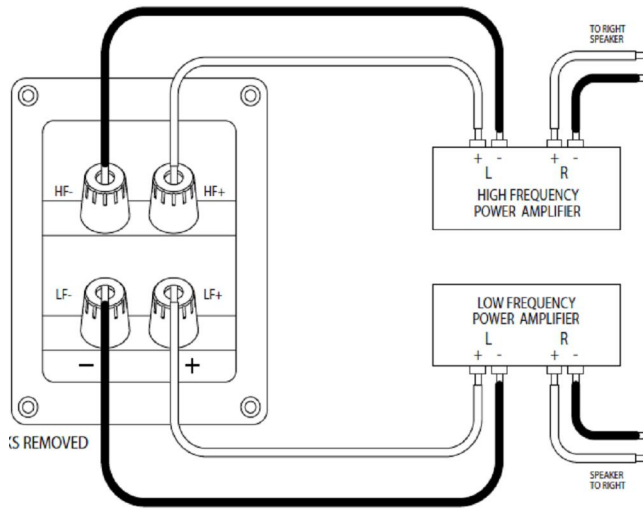 TO RIGHT
SPEAKER
HF-
HF+
+ - + -
L R
HIGH FREQUENCY
POWER AMPLIFIER
LF-
LF+
- +
LOW FREQUENCY
POWER AMPLIFIER
L R
+ - + -
KS REMOVED
SPEAKER
TO RIGHT